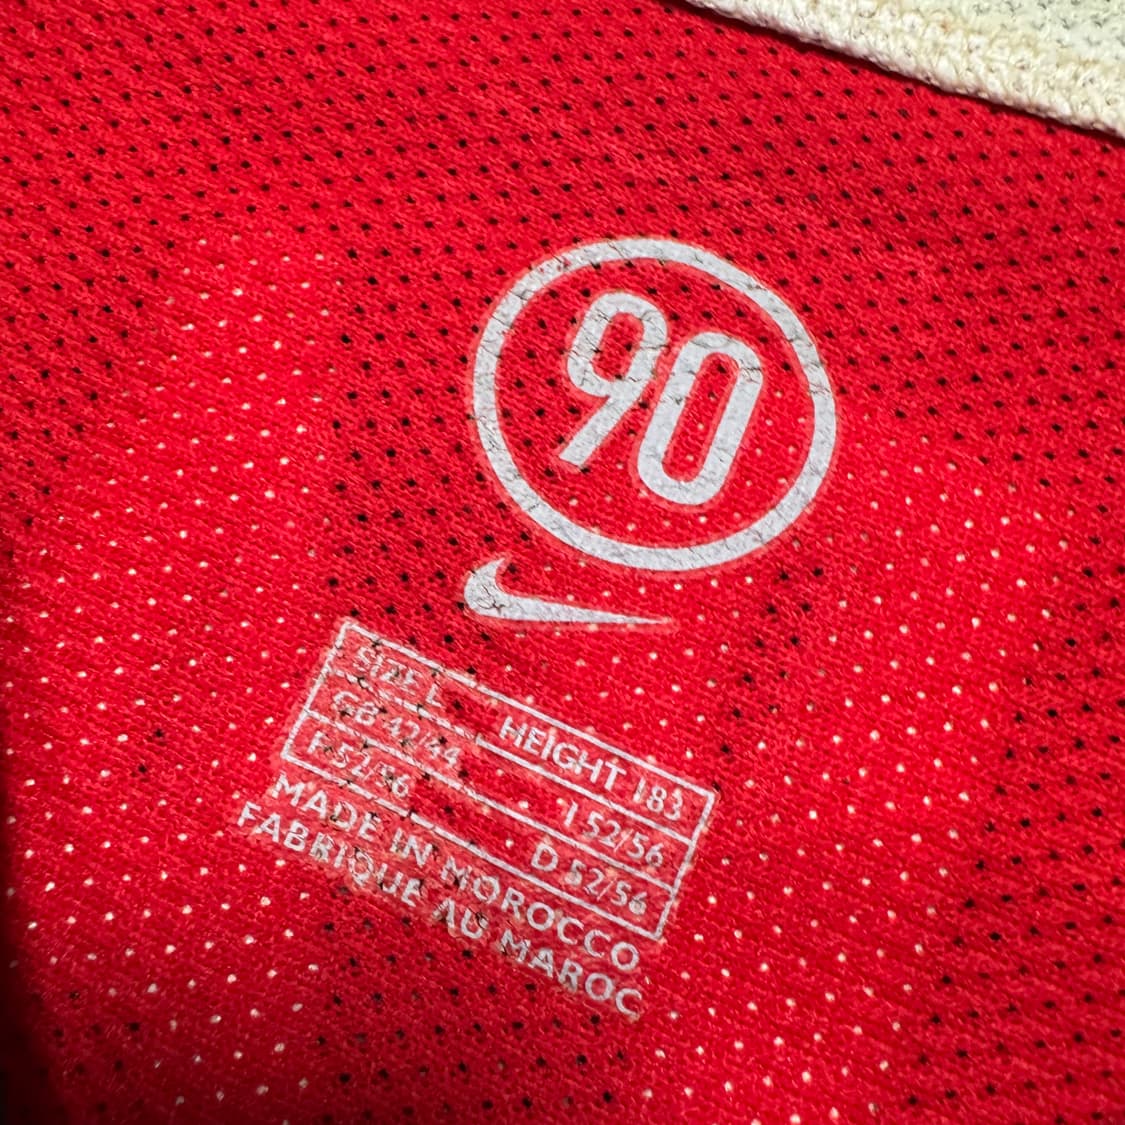 90
SIZE L HEIGHT 183
GB 42/44 I 52/56
F 52/56 D 52/56
MADE IN MOROCCO
FABRIQUE AU MAROC